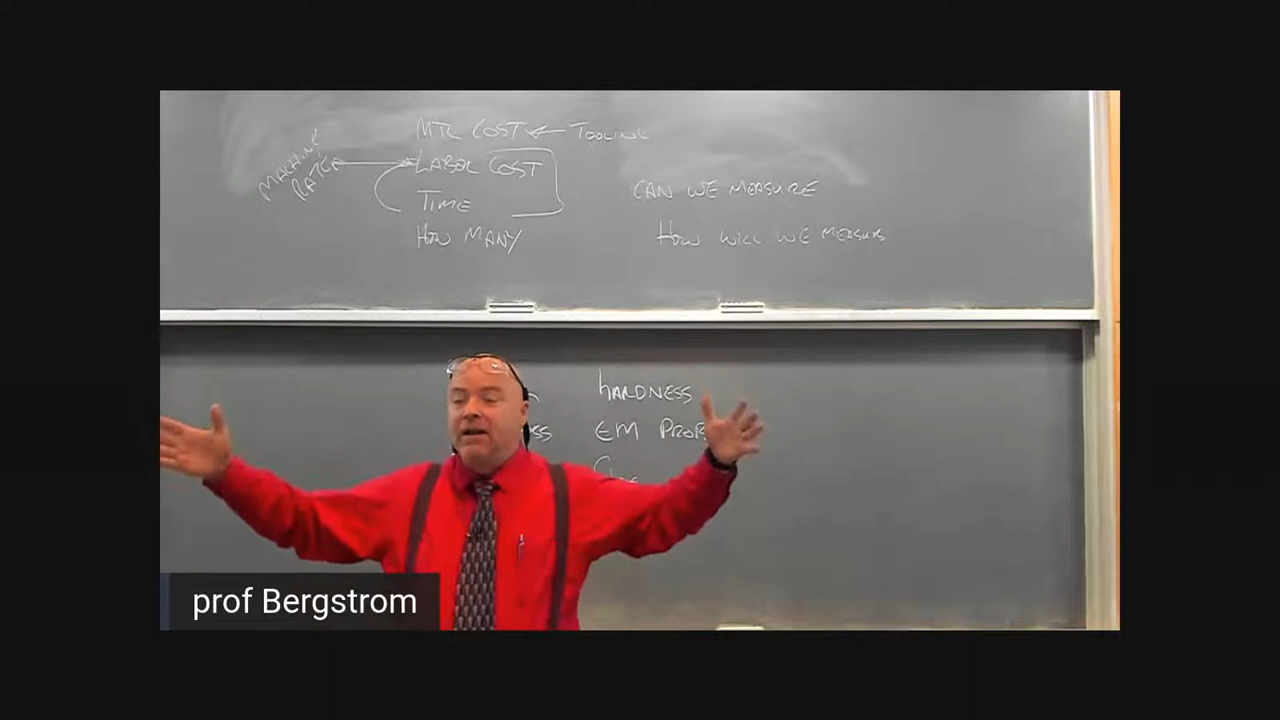 MTL COST ← TOOLING
MACHINE
RATE
LABOR COST
TIME
HOW MANY
CAN WE MEASURE
HOW WILL WE MEASURE
HARDNESS
EM PROP
prof Bergstrom